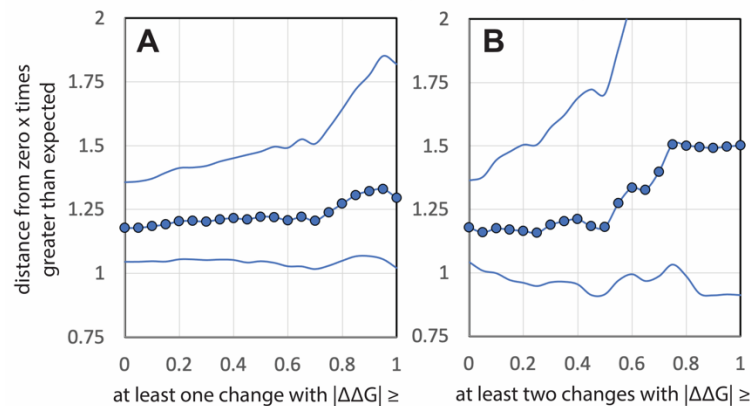 A
B
distance from zero x times
greater than expected
2
1.75
1.5
1.25
1
0.75
0 0.2 0.4 0.6 0.8 1
at least one change with |ΔΔG| ≥
2
1.75
1.5
1.25
1
0.75
0 0.2 0.4 0.6 0.8 1
at least two changes with |ΔΔG| ≥